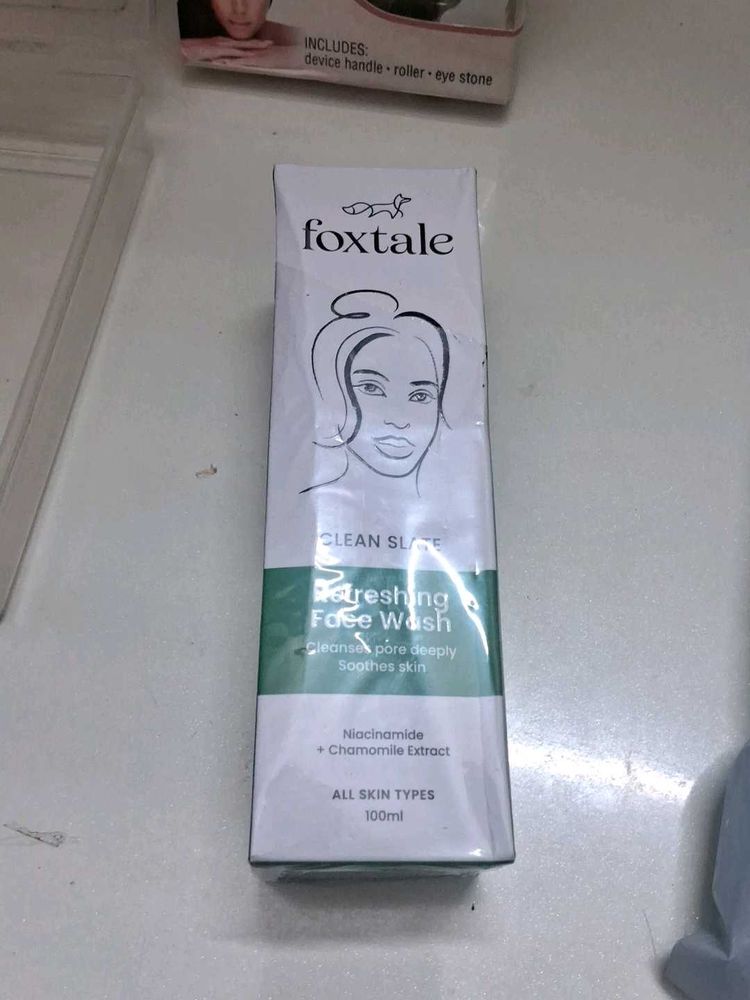 INCLUDES:
device handle • roller • eye stone
foxtale
CLEAN SLATE
Refreshing
Face Wash
Cleanses pore deeply
Soothes skin
Niacinamide
+ Chamomile Extract
ALL SKIN TYPES
100ml